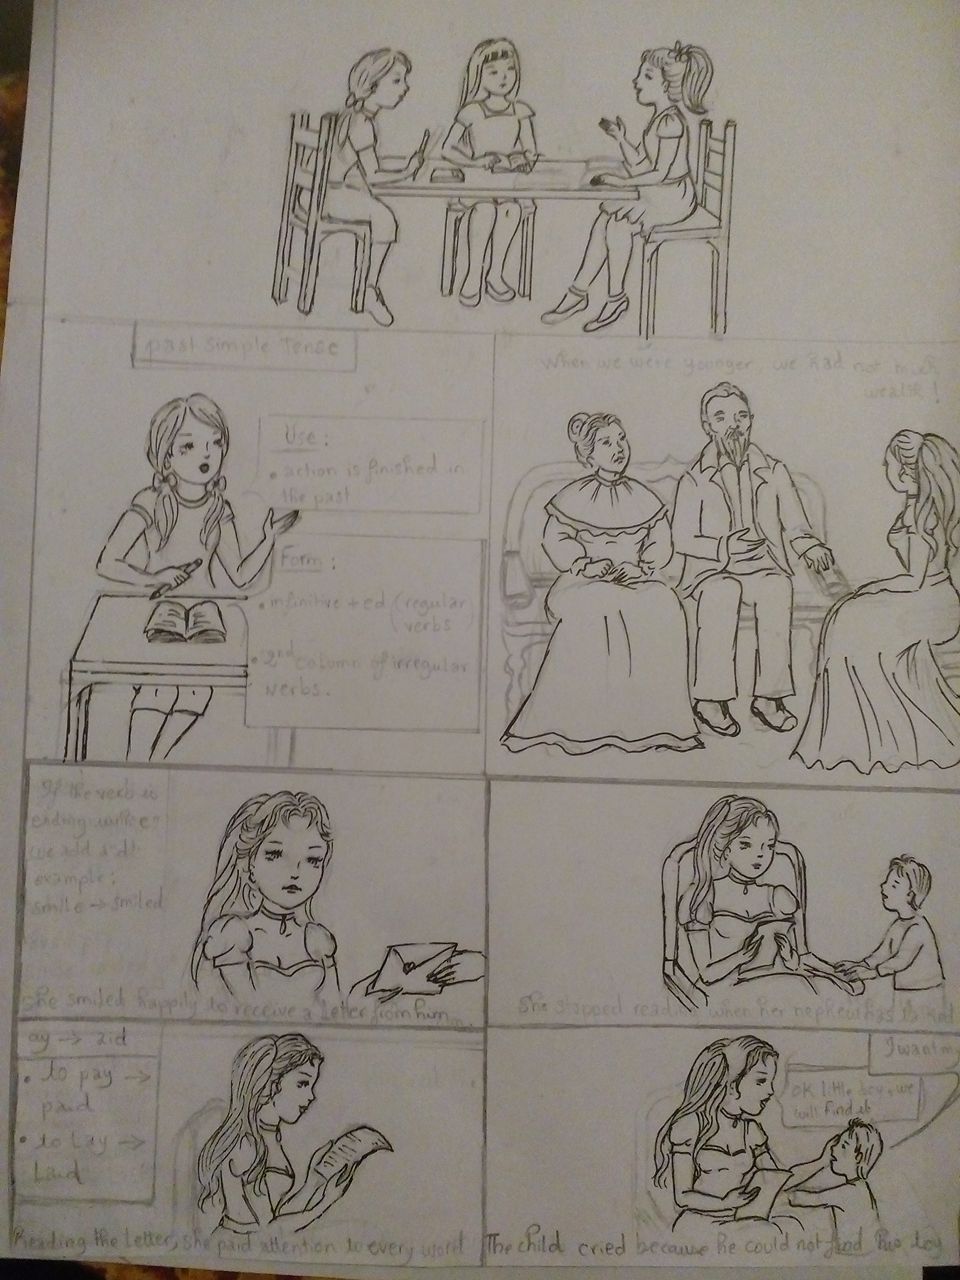 past simple Tense
Use:
• action is finished in
the past
Form:
• infinitive + ed (regular
verbs
• 2nd column of irregular
verbs.
When we were younger, we had not much
wealth!
If the verb is
ending
we add
example:
smile → smiled
she smiled happily to receive a letter from him
She stopped reading when her nephew
ay → aid
• to pay →
paid
• to Lay →
Laid
Reading the Letter, she paid attention to every word
I want my
ok little boy, we
will find it
The child cried because he could not find his toy